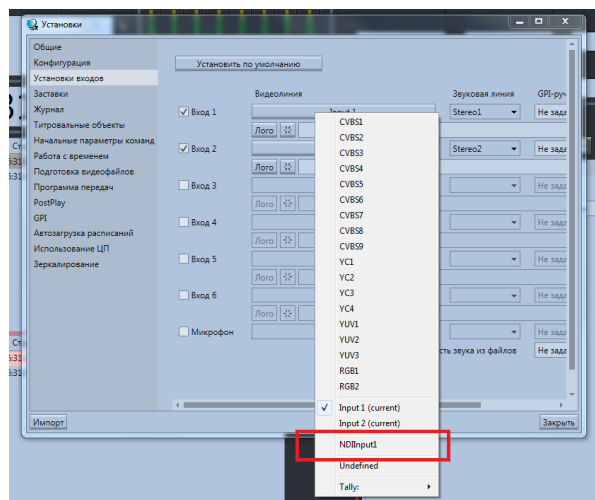 Установки
Общие
Конфигурация
Установки входов
Заставки
Журнал
Титровальные объекты
Начальные параметры команд
Работа с временем
Подготовка видеофайлов
Программа передач
PostPlay
GPI
Автозагрузка расписаний
Использование ЦП
Зеркалирование
Установить по умолчанию
Видеолиния
Звуковая линия
GPI-руч
Вход 1
Input 1
Stereo1
Не зада
Лого
Вход 2
Stereo2
Не зада
Лого
Вход 3
Не зада
Лого
Вход 4
Не зада
Лого
Вход 5
Не зада
Лого
Вход 6
Не зада
Лого
Микрофон
Не зада
сть звука из файлов
Не зада
CVBS1
CVBS2
CVBS3
CVBS4
CVBS5
CVBS6
CVBS7
CVBS8
CVBS9
YC1
YC2
YC3
YC4
YUV1
YUV2
YUV3
RGB1
RGB2
Input 1 (current)
Input 2 (current)
NDIInput1
Undefined
Tally:
Импорт
Закрыть